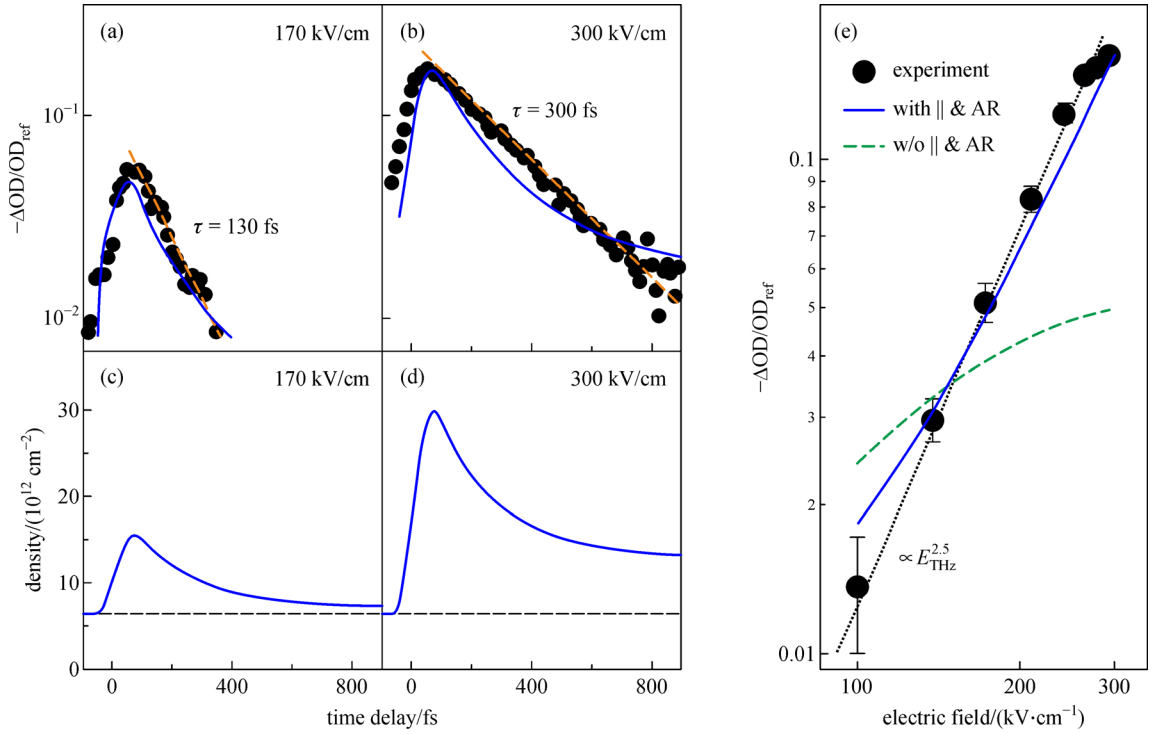 (a)
170 kV/cm
(b)
300 kV/cm
−ΔOD/OD_ref
10⁻¹
10⁻²
τ = 130 fs
τ = 300 fs
(c)
170 kV/cm
(d)
300 kV/cm
density/(10¹² cm⁻²)
30
20
15
10
5
0
0
400
800
0
400
800
time delay/fs
(e)
experiment
with || & AR
w/o || & AR
−ΔOD/OD_ref
0.1
9
8
7
6
5
4
3
2
0.01
∝ E_THz^2.5
100
200
300
electric field/(kV·cm⁻¹)